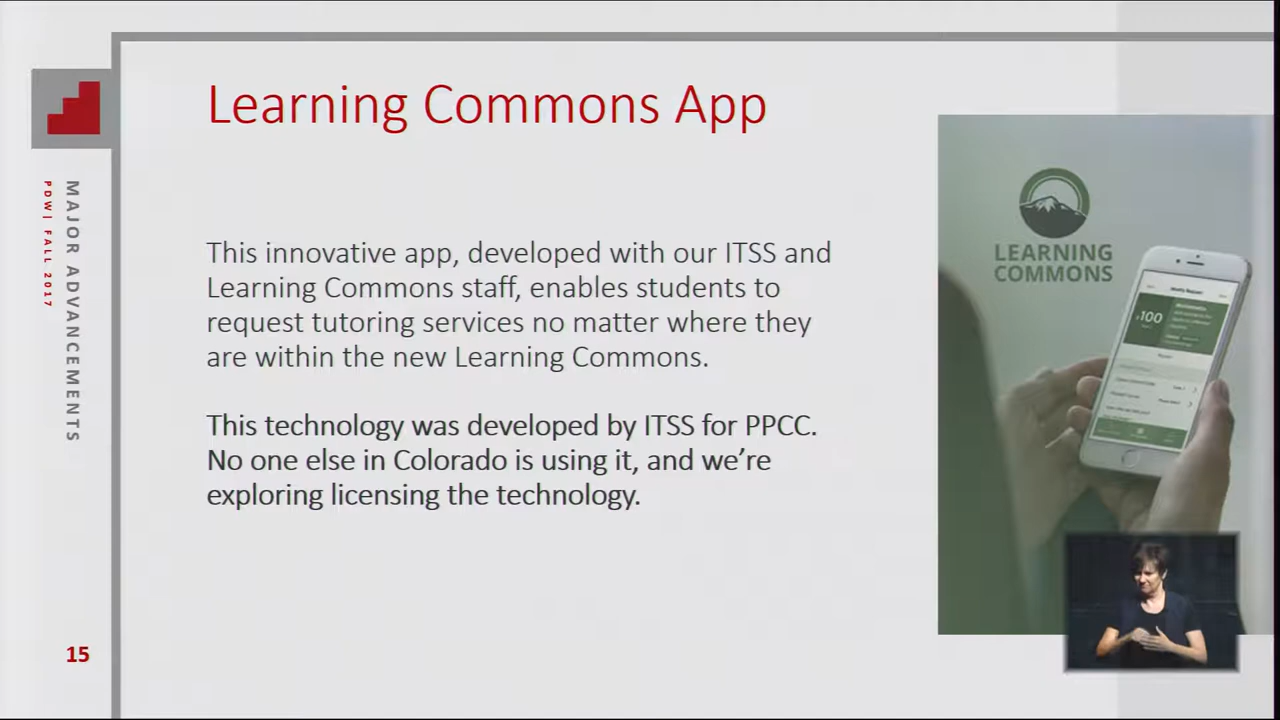 Learning Commons App
MAJOR ADVANCEMENTS
PDW| FALL 2017
This innovative app, developed with our ITSS and
Learning Commons staff, enables students to
request tutoring services no matter where they
are within the new Learning Commons.
This technology was developed by ITSS for PPCC.
No one else in Colorado is using it, and we’re
exploring licensing the technology.
15
LEARNING
COMMONS
100